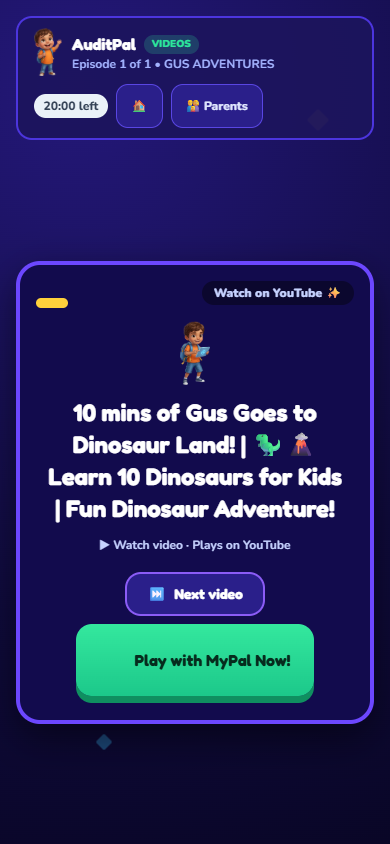 AuditPal VIDEOS
Episode 1 of 1 • GUS ADVENTURES
20:00 left
Parents
Watch on YouTube ✨
10 mins of Gus Goes to
Dinosaur Land! | 🦖 🌋
Learn 10 Dinosaurs for Kids
| Fun Dinosaur Adventure!
▶ Watch video · Plays on YouTube
⏭ Next video
Play with MyPal Now!